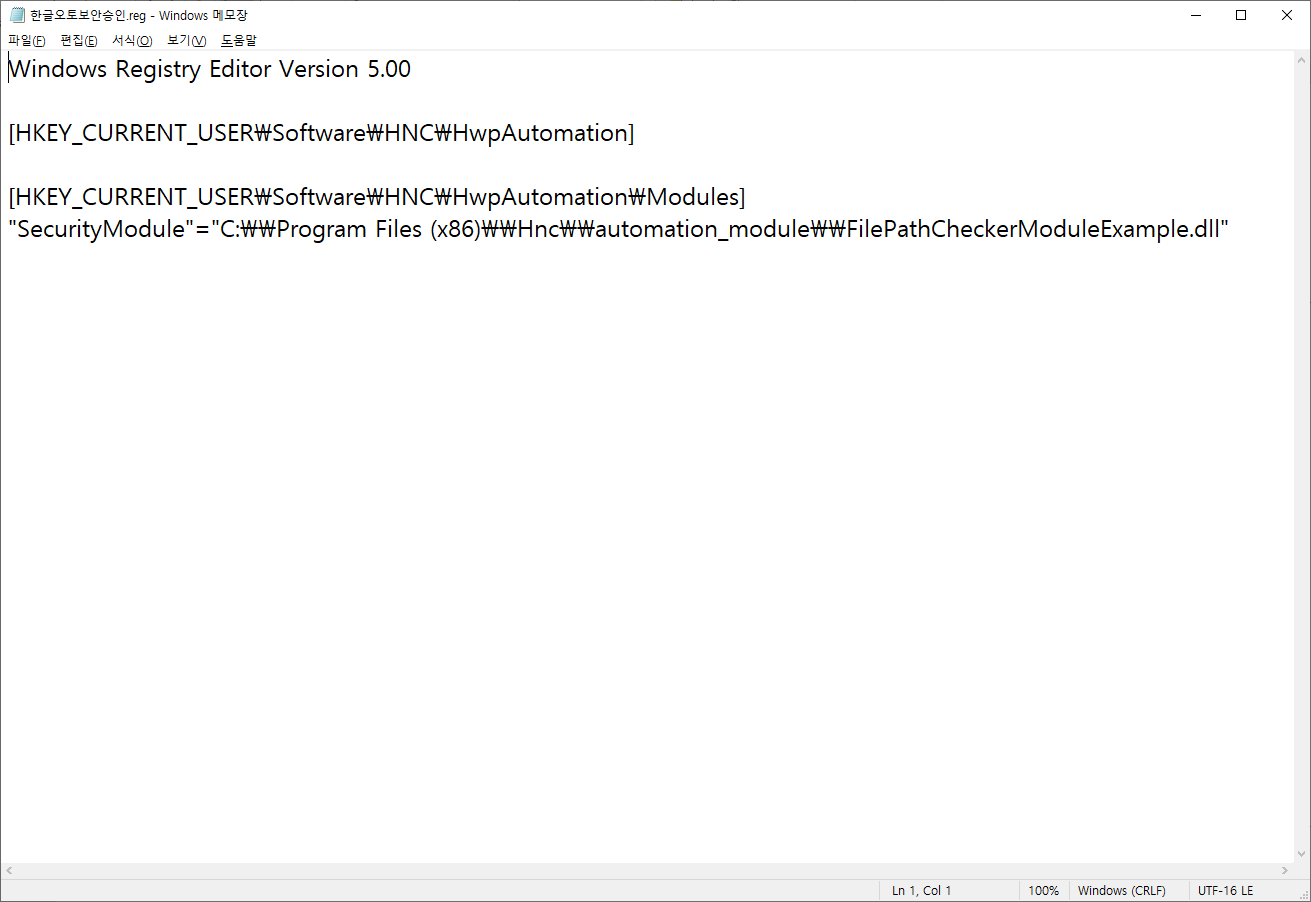 한글오토보안승인.reg - Windows 메모장
파일(F) 편집(E) 서식(O) 보기(V) 도움말
Windows Registry Editor Version 5.00
[HKEY_CURRENT_USER₩Software₩HNC₩HwpAutomation]
[HKEY_CURRENT_USER₩Software₩HNC₩HwpAutomation₩Modules]
"SecurityModule"="C:₩₩Program Files (x86)₩₩Hnc₩₩automation_module₩₩FilePathCheckerModuleExample.dll"
Ln 1, Col 1 100% Windows (CRLF) UTF-16 LE